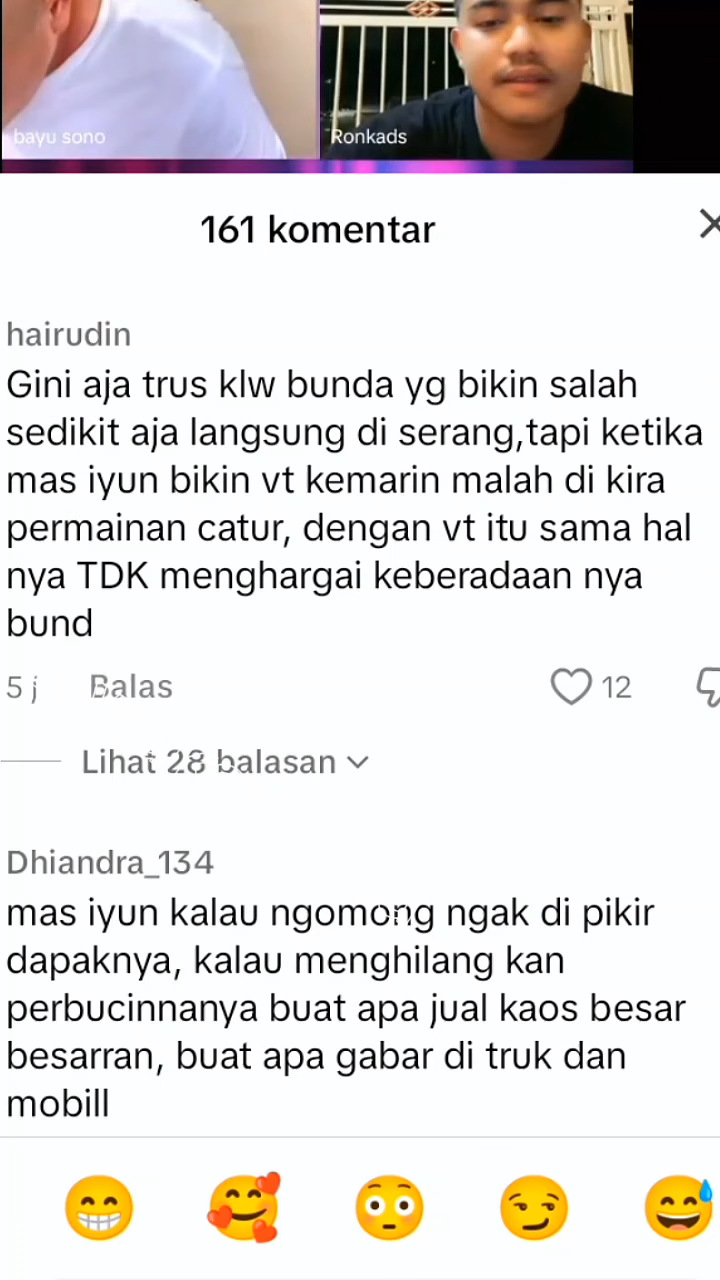 bayu sono
Ronkads
161 komentar
hairudin
Gini aja trus klw bunda yg bikin salah
sedikit aja langsung di serang,tapi ketika
mas iyun bikin vt kemarin malah di kira
permainan catur, dengan vt itu sama hal
nya TDK menghargai keberadaan nya
bund
5 j Balas 12
Lihat 28 balasan
Dhiandra_134
mas iyun kalau ngomong ngak di pikir
dapaknya, kalau menghilang kan
perbucinnanya buat apa jual kaos besar
besarran, buat apa gabar di truk dan
mobill